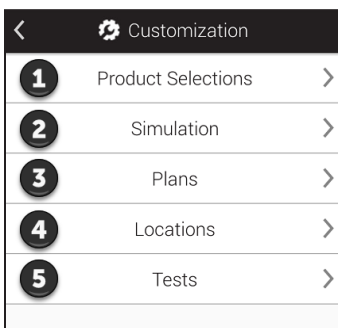 Customization
1 Product Selections
2 Simulation
3 Plans
4 Locations
5 Tests